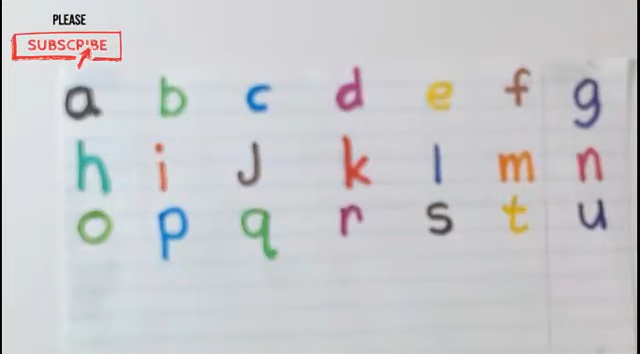 PLEASE
SUBSCRIBE
a b c d e f g
h i J k l m n
o p q r s t u